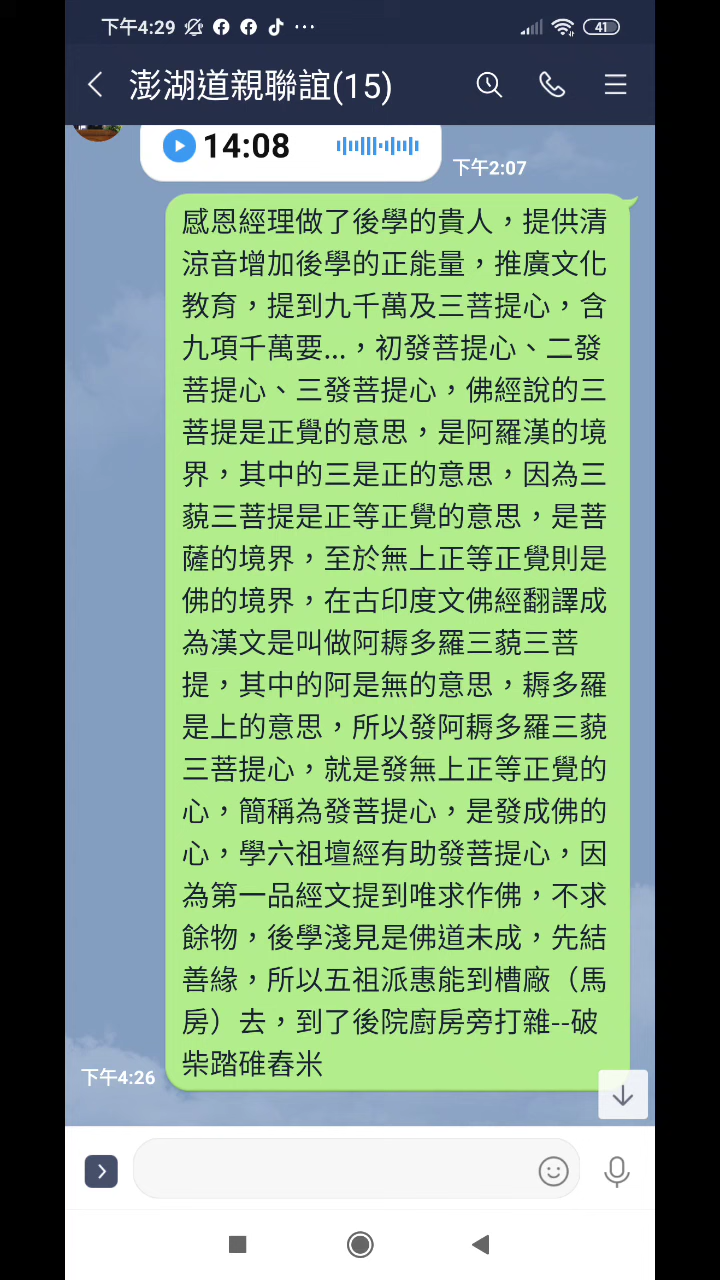 下午4:29 ...
41
澎湖道親聯誼(15)
14:08
下午2:07
感恩經理做了後學的貴人，提供清
涼音增加後學的正能量，推廣文化
教育，提到九千萬及三菩提心，含
九項千萬要...，初發菩提心、二發
菩提心、三發菩提心，佛經說的三
菩提是正覺的意思，是阿羅漢的境
界，其中的三是正的意思，因為三
藐三菩提是正等正覺的意思，是菩
薩的境界，至於無上正等正覺則是
佛的境界，在古印度文佛經翻譯成
為漢文是叫做阿耨多羅三藐三菩
提，其中的阿是無的意思，耨多羅
是上的意思，所以發阿耨多羅三藐
三菩提心，就是發無上正等正覺的
心，簡稱為發菩提心，是發成佛的
心，學六祖壇經有助發菩提心，因
為第一品經文提到唯求作佛，不求
餘物，後學淺見是佛道未成，先結
善緣，所以五祖派惠能到槽廠（馬
房）去，到了後院廚房旁打雜--破
柴踏碓舂米
下午4:26